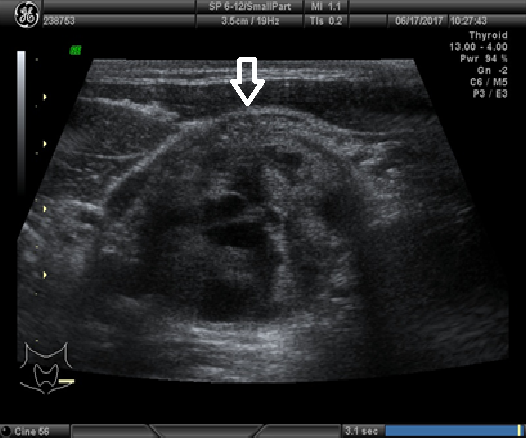 SP 6-12/SmallPart MI 1.1
238753 3.5cm / 19Hz TIs 0.2 06/17/2017 10:27:43
Thyroid
13.00 - 4.00
Pwr 94 %
Gn -2
C6 / M5
P3 / E3
Cine 56 3.1 sec